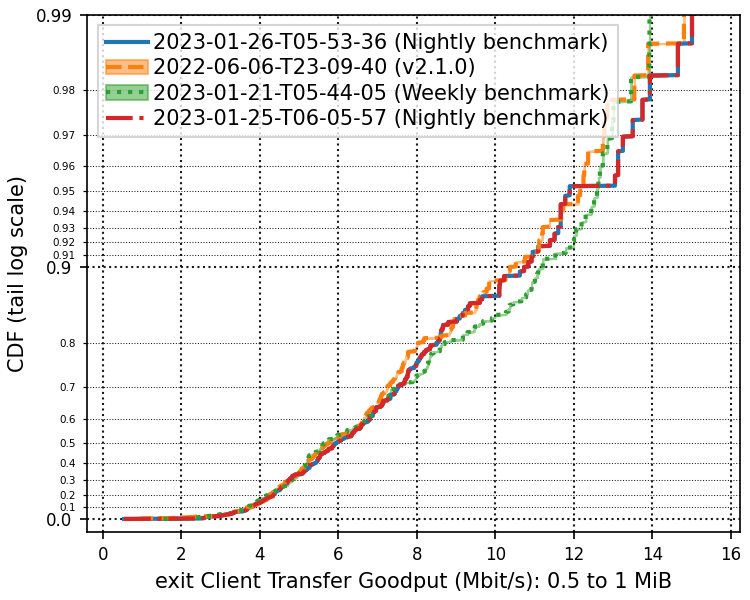 0.99
2023-01-26-T05-53-36 (Nightly benchmark)
2022-06-06-T23-09-40 (v2.1.0)
2023-01-21-T05-44-05 (Weekly benchmark)
2023-01-25-T06-05-57 (Nightly benchmark)
0.98
0.97
0.96
0.95
0.94
0.93
0.92
0.91
0.9
0.8
0.7
0.6
0.5
0.4
0.3
0.2
0.1
0.0
CDF (tail log scale)
0 2 4 6 8 10 12 14 16
exit Client Transfer Goodput (Mbit/s): 0.5 to 1 MiB